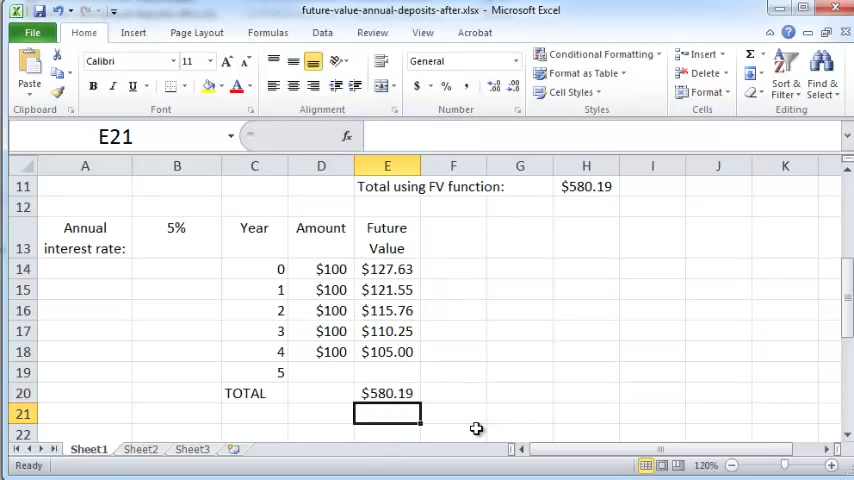 future-value-annual-deposits-after.xlsx - Microsoft Excel
File Home Insert Page Layout Formulas Data Review View Acrobat
Calibri 11 General Conditional Formatting Insert Σ
Paste B I U A $ % , Format as Table Delete Sort & Find &
Cell Styles Format Filter Select
Clipboard Font Alignment Number Styles Cells Editing
E21 fx
A B C D E F G H I J K
11 Total using FV function: $580.19
12
Annual 5% Year Amount Future
13 interest rate: Value
14 0 $100 $127.63
15 1 $100 $121.55
16 2 $100 $115.76
17 3 $100 $110.25
18 4 $100 $105.00
19 5
20 TOTAL $580.19
21
22
Sheet1 Sheet2 Sheet3
Ready 120%